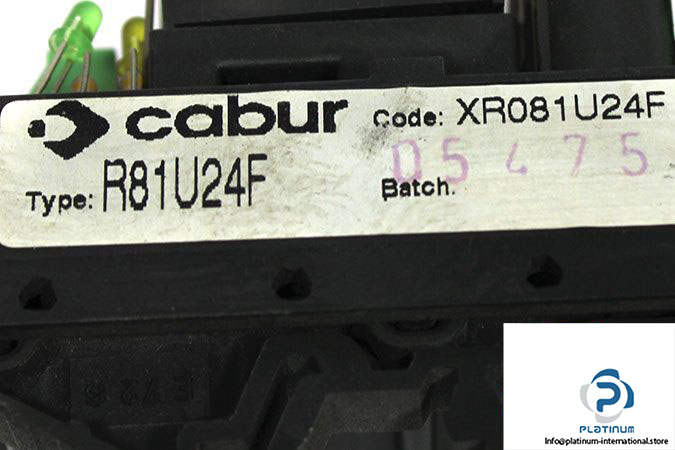 cabur
Code: XR081U24F
Type: R81U24F
Batch.
05475
PLATINUM
Info@platinum-international.store